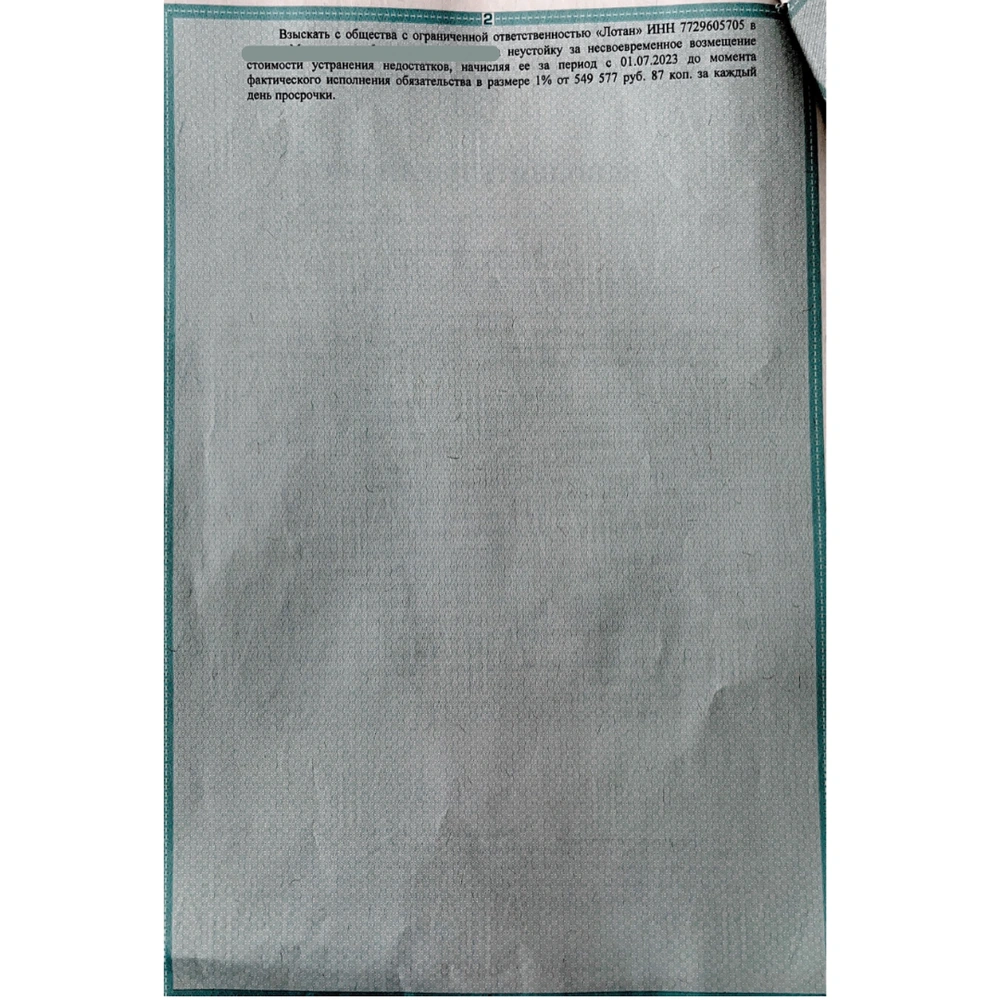 2
Взыскать с общества с ограниченной ответственностью «Лотан» ИНН 7729605705 в
неустойку за несвоевременное возмещение
стоимости устранения недостатков, начисляя ее за период с 01.07.2023 до момента
фактического исполнения обязательства в размере 1% от 549 577 руб. 87 коп. за каждый
день просрочки.